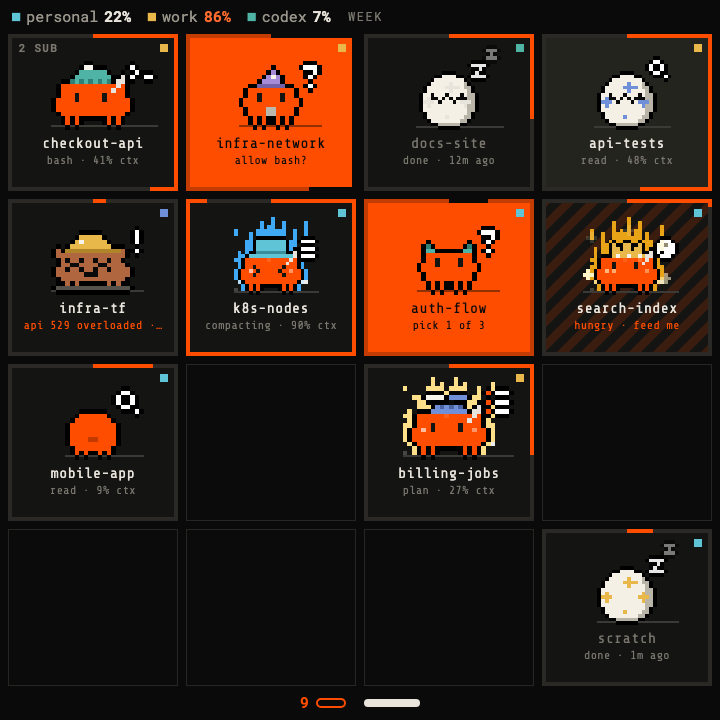 personal 22% work 86% codex 7% WEEK
2 SUB
checkout-api
bash · 41% ctx
infra-network
allow bash?
docs-site
done · 12m ago
api-tests
read · 48% ctx
infra-tf
api 529 overloaded ·…
k8s-nodes
compacting · 90% ctx
auth-flow
pick 1 of 3
search-index
hungry · feed me
mobile-app
read · 9% ctx
billing-jobs
plan · 27% ctx
scratch
done · 1m ago
9